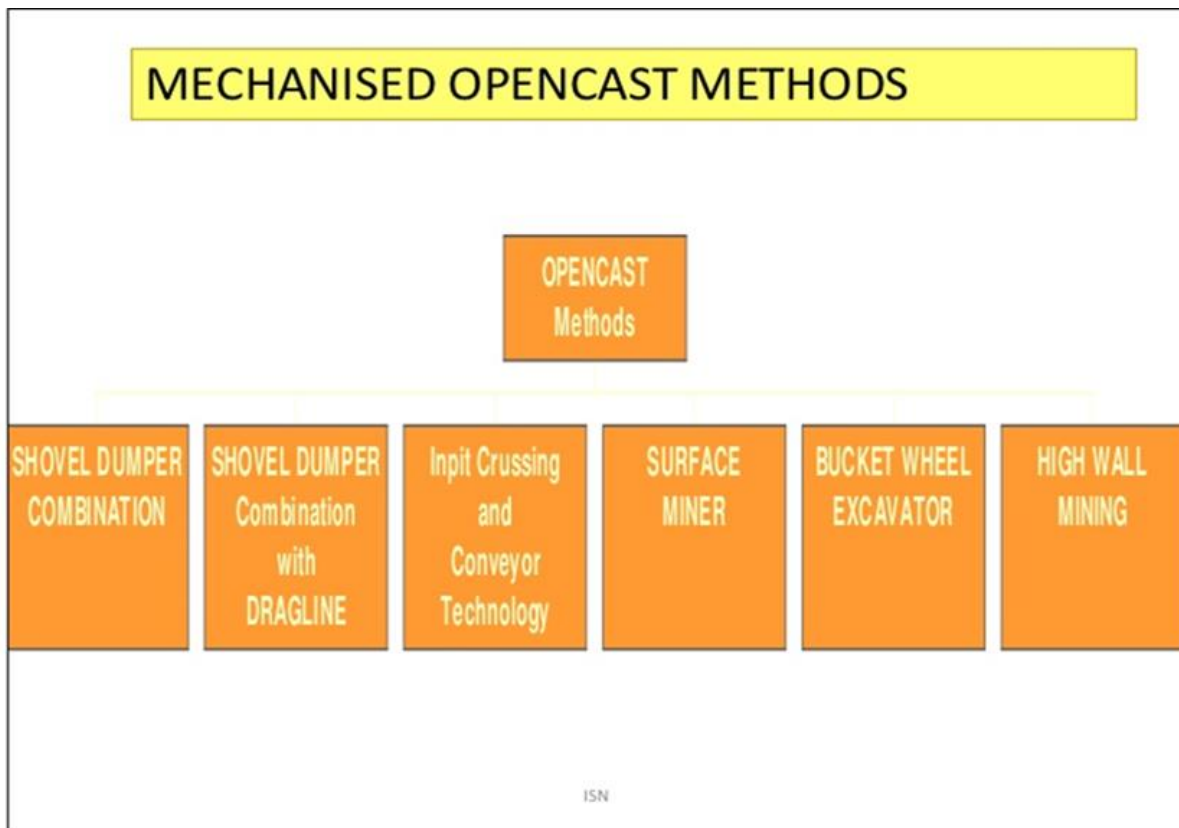 MECHANISED OPENCAST METHODS
OPENCAST
Methods
SHOVEL DUMPER
COMBINATION
SHOVEL DUMPER
Combination
with
DRAGLINE
Inpit Crussing
and
Conveyor
Technology
SURFACE
MINER
BUCKET WHEEL
EXCAVATOR
HIGH WALL
MINING
ISN